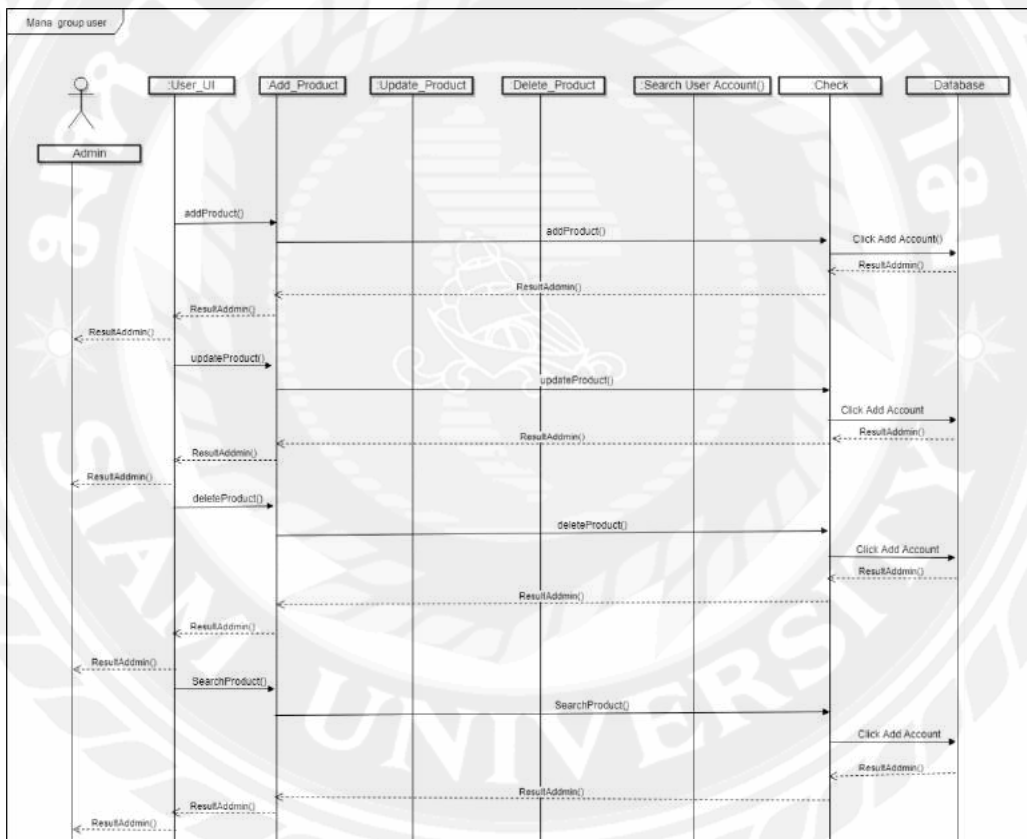 Mana group user
:User_UI
:Add_Product
:Update_Product
:Delete_Product
:Search User Account()
:Check
:Database
Admin
addProduct()
addProduct()
Click Add Account()
ResultAddmin()
ResultAddmin()
ResultAddmin()
ResultAddmin()
updateProduct()
updateProduct()
Click Add Account
ResultAddmin()
ResultAddmin()
ResultAddmin()
ResultAddmin()
deleteProduct()
deleteProduct()
Click Add Account
ResultAddmin()
ResultAddmin()
ResultAddmin()
ResultAddmin()
SearchProduct()
SearchProduct()
Click Add Account
ResultAddmin()
ResultAddmin()
ResultAddmin()
ResultAddmin()
SIAM UNIVERSITY